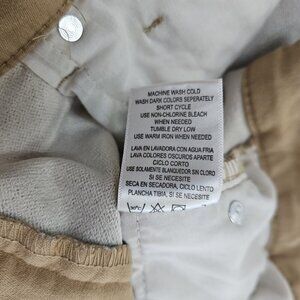 MACHINE WASH COLD
WASH DARK COLORS SEPERATELY
SHORT CYCLE
USE NON-CHLORINE BLEACH
WHEN NEEDED
TUMBLE DRY LOW
USE WARM IRON WHEN NEEDED
LAVA EN LAVADORA CON AGUA FRIA
LAVA COLORES OSCUROS APARTE
CICLO CORTO
USE SOLAMENTE BLANQUEADOR SIN CLORO
SI SE NECESITE
SECA EN SECADORA, CICLO LENTO
PLANCHA TIBIA, SI SE NECESITE